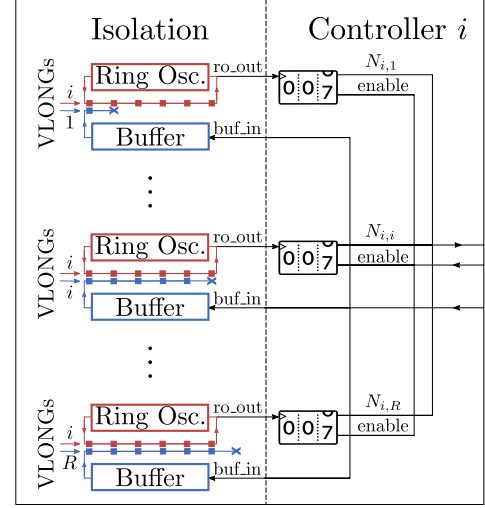 Isolation
Controller i
VLONGs
i
1
Ring Osc.
ro_out
Buffer
buf_in
007
N_{i,1}
enable
VLONGs
i
i
Ring Osc.
ro_out
Buffer
buf_in
007
N_{i,i}
enable
VLONGs
i
R
Ring Osc.
ro_out
Buffer
buf_in
007
N_{i,R}
enable